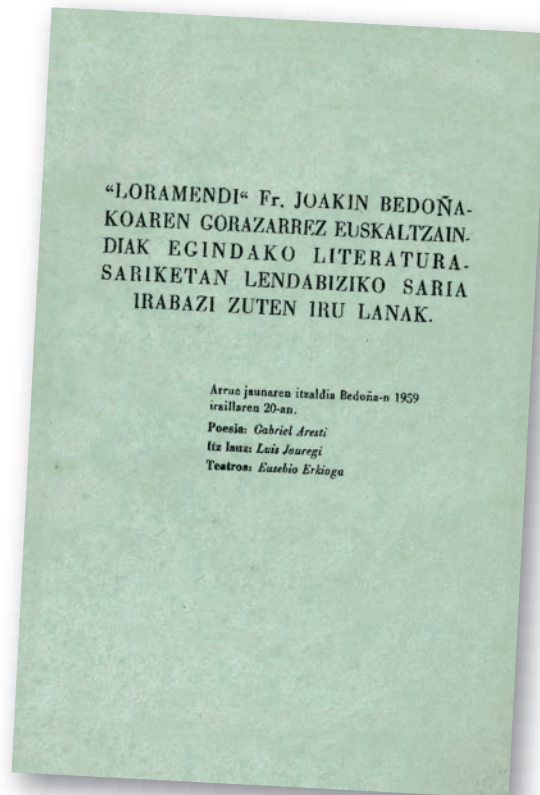 “LORAMENDI“ Fr. JOAKIN BEDOÑA-
KOAREN GORAZARREZ EUSKALTZAIN-
DIAK EGINDAKO LITERATURA-
SARIKETAN LENDABIZIKO SARIA
IRABAZI ZUTEN IRU LANAK.
Arrue jaunaren itzaldia Bedoña-n 1959
iraillaren 20-an.
Poesia: Gabriel Aresti
Itz lauz: Luis Jauregi
Teatroa: Eusebio Erkiaga